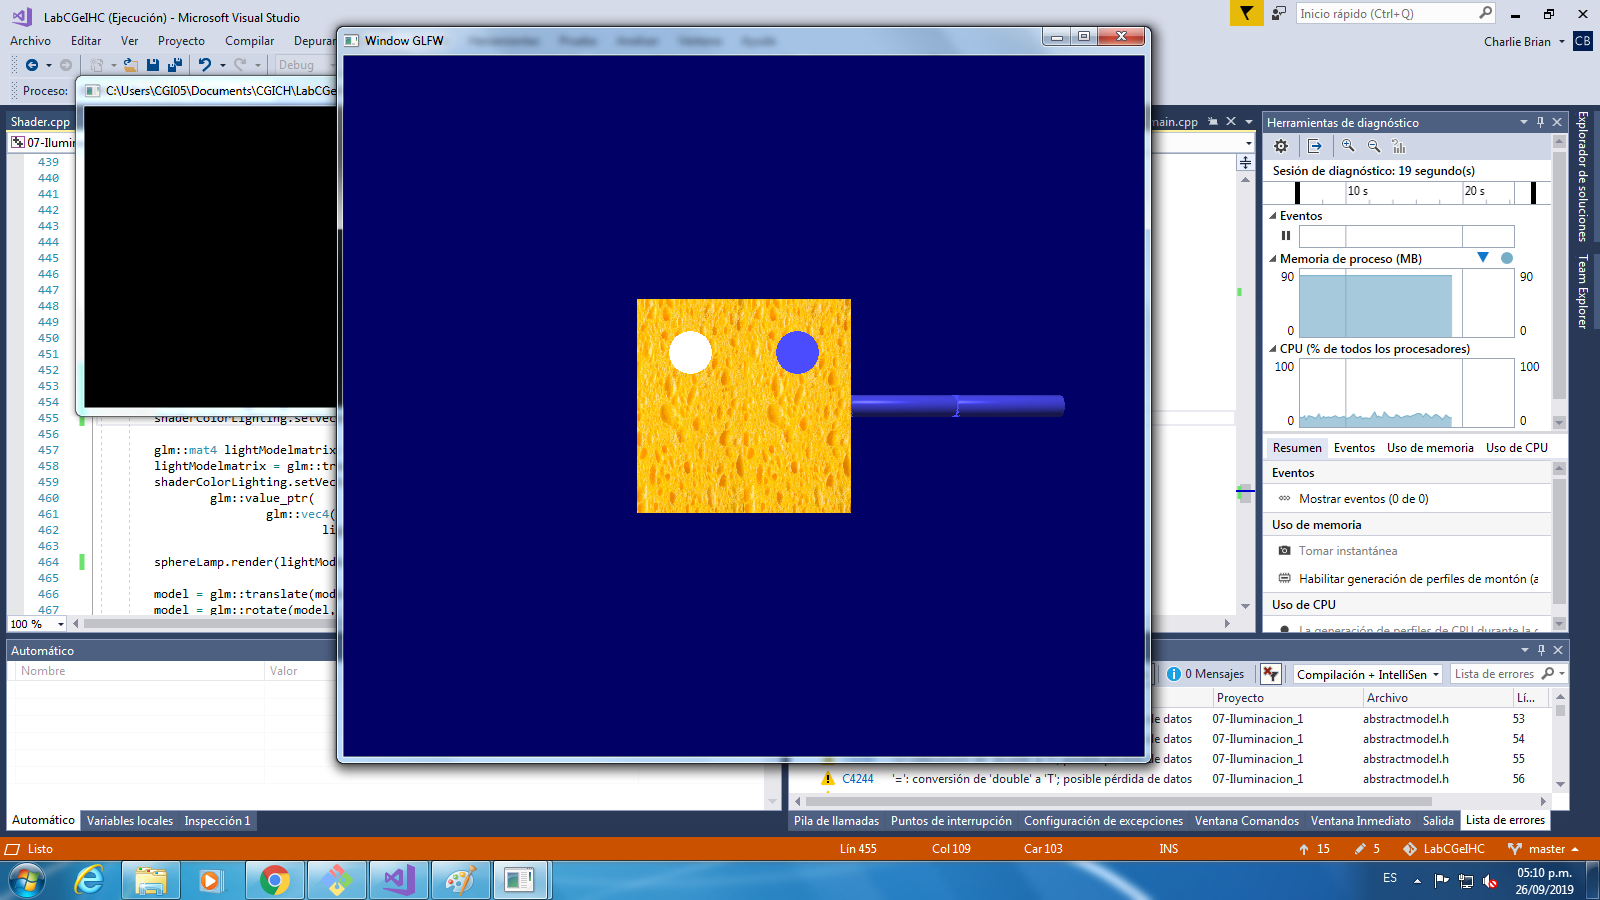 LabCGeIHC (Ejecución) - Microsoft Visual Studio
Inicio rápido (Ctrl+Q)
Archivo Editar Ver Proyecto Compilar Depurar
Charlie Brian CB
Debug
Proceso:
C:\Users\CGI05\Documents\CGICH\LabCGe
Window GLFW
Shader.cpp
main.cpp
07-Ilumin
439
440
441
442
443
444
445
446
447
448
449
450
451
452
453
454
455 shaderColorLighting.setVec
456
457 glm::mat4 lightModelmatrix
458 lightModelmatrix = glm::tr
459 shaderColorLighting.setVec
460 glm::value_ptr(
461 glm::vec4(
462 li
463
464 sphereLamp.render(lightMod
465
466 model = glm::translate(mod
467 model = glm::rotate(model,
100 %
Herramientas de diagnóstico
Sesión de diagnóstico: 19 segundo(s)
10 s 20 s
Eventos
Memoria de proceso (MB)
90 90
0 0
CPU (% de todos los procesadores)
100 100
0 0
Resumen Eventos Uso de memoria Uso de CPU
Eventos
Mostrar eventos (0 de 0)
Uso de memoria
Tomar instantánea
Habilitar generación de perfiles de montón (a
Uso de CPU
La generación de perfiles de CPU durante la
Explorador de soluciones
Team Explorer
Automático
Nombre Valor
Automático Variables locales Inspección 1
0 Mensajes Compilación + IntelliSen Lista de errores
Proyecto Archivo Lí...
de datos 07-Iluminacion_1 abstractmodel.h 53
de datos 07-Iluminacion_1 abstractmodel.h 54
de datos 07-Iluminacion_1 abstractmodel.h 55
C4244 '=': conversión de 'double' a 'T'; posible pérdida de datos 07-Iluminacion_1 abstractmodel.h 56
Pila de llamadas Puntos de interrupción Configuración de excepciones Ventana Comandos Ventana Inmediato Salida Lista de errores
Listo Lín 455 Col 109 Car 103 INS 15 5 LabCGeIHC master
ES
05:10 p.m.
26/09/2019